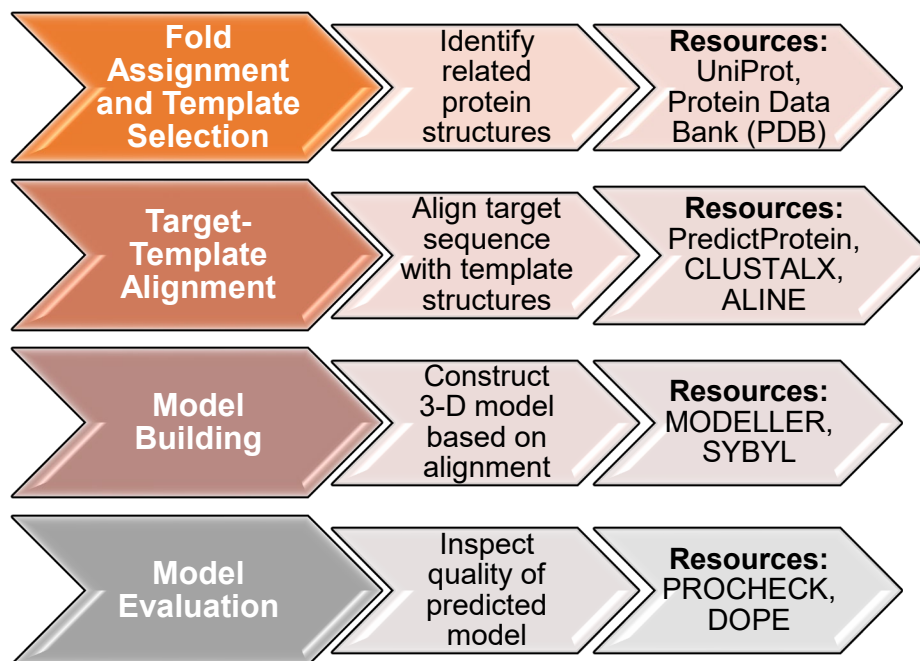 Fold
Assignment
and Template
Selection
Identify
related
protein
structures
Resources:
UniProt,
Protein Data
Bank (PDB)
Target-
Template
Alignment
Align target
sequence
with template
structures
Resources:
PredictProtein,
CLUSTALX,
ALINE
Model
Building
Construct
3-D model
based on
alignment
Resources:
MODELLER,
SYBYL
Model
Evaluation
Inspect
quality of
predicted
model
Resources:
PROCHECK,
DOPE